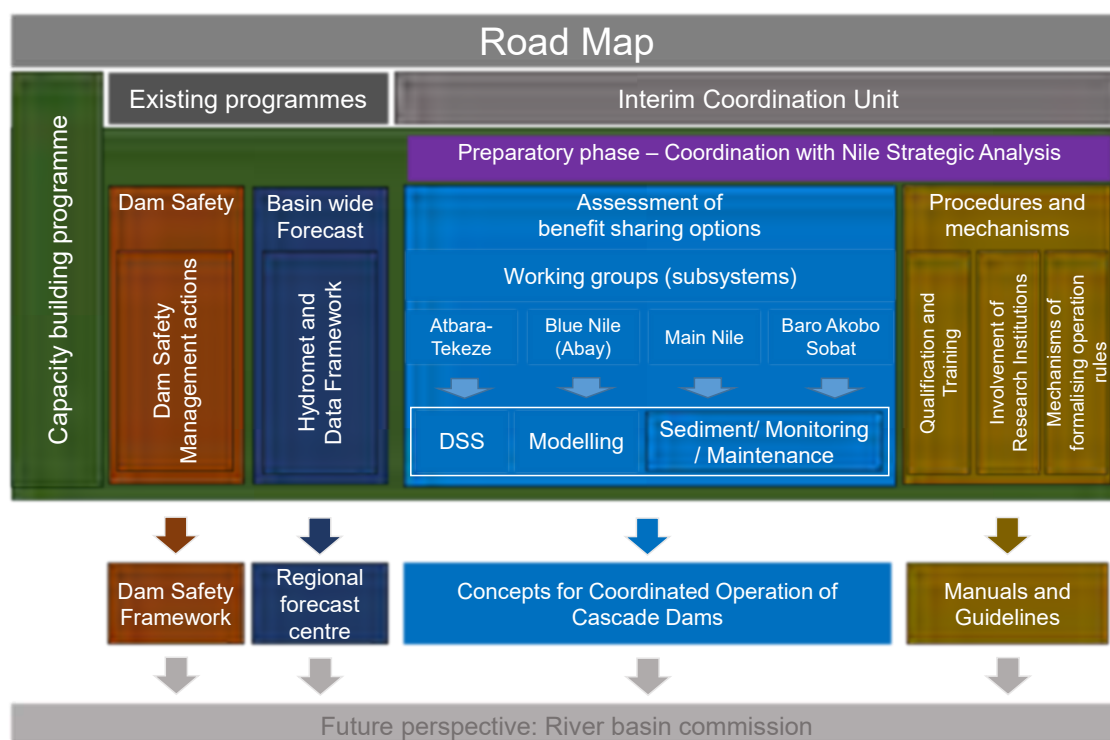 Road Map
Capacity building programme
Existing programmes
Interim Coordination Unit
Preparatory phase – Coordination with Nile Strategic Analysis
Dam Safety
Dam Safety
Management actions
Basin wide
Forecast
Hydromet and
Data Framework
Assessment of
benefit sharing options
Working groups (subsystems)
Atbara-
Tekeze
Blue Nile
(Abay)
Main Nile
Baro Akobo
Sobat
DSS
Modelling
Sediment/ Monitoring
/ Maintenance
Procedures and
mechanisms
Qualification and
Training
Involvement of
Research Institutions
Mechanisms of
formalising operation
rules
Dam Safety
Framework
Regional
forecast
centre
Concepts for Coordinated Operation of
Cascade Dams
Manuals and
Guidelines
Future perspective: River basin commission